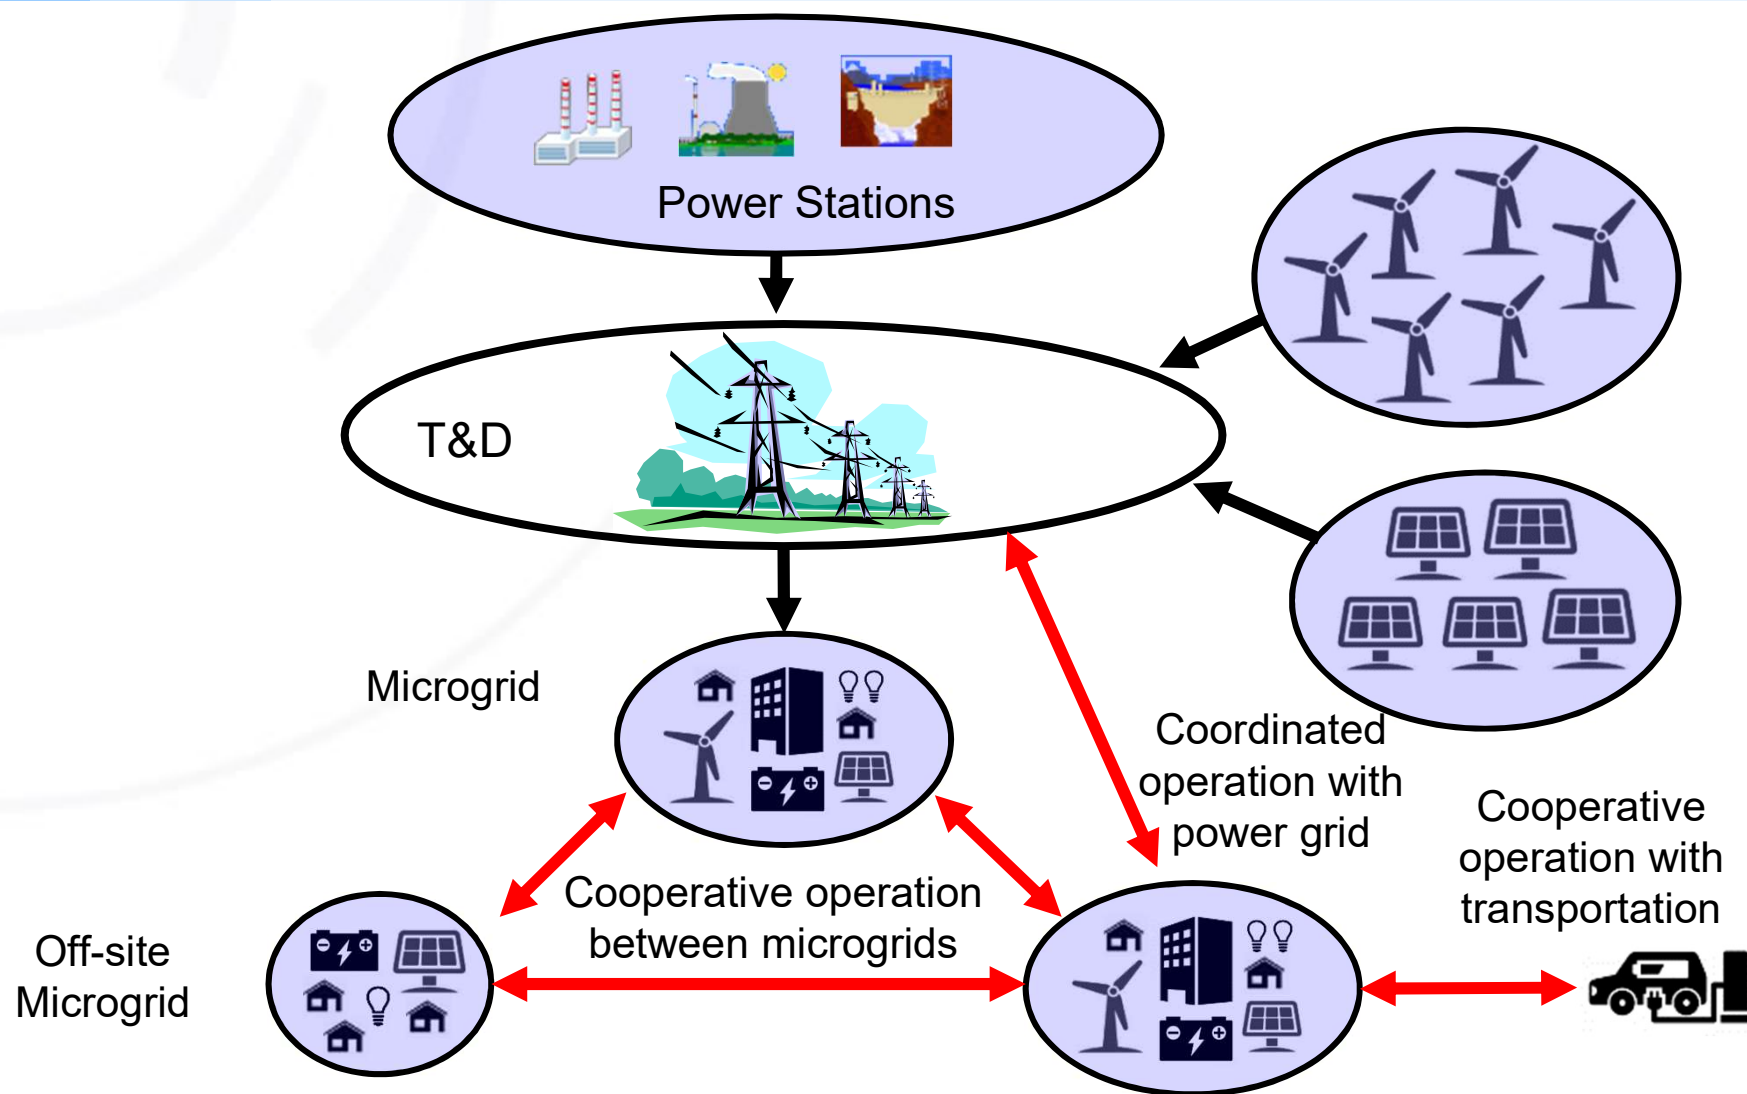 Power Stations
T&D
Microgrid
Coordinated
operation with
power grid
Cooperative
operation with
transportation
Cooperative operation
between microgrids
Off-site
Microgrid